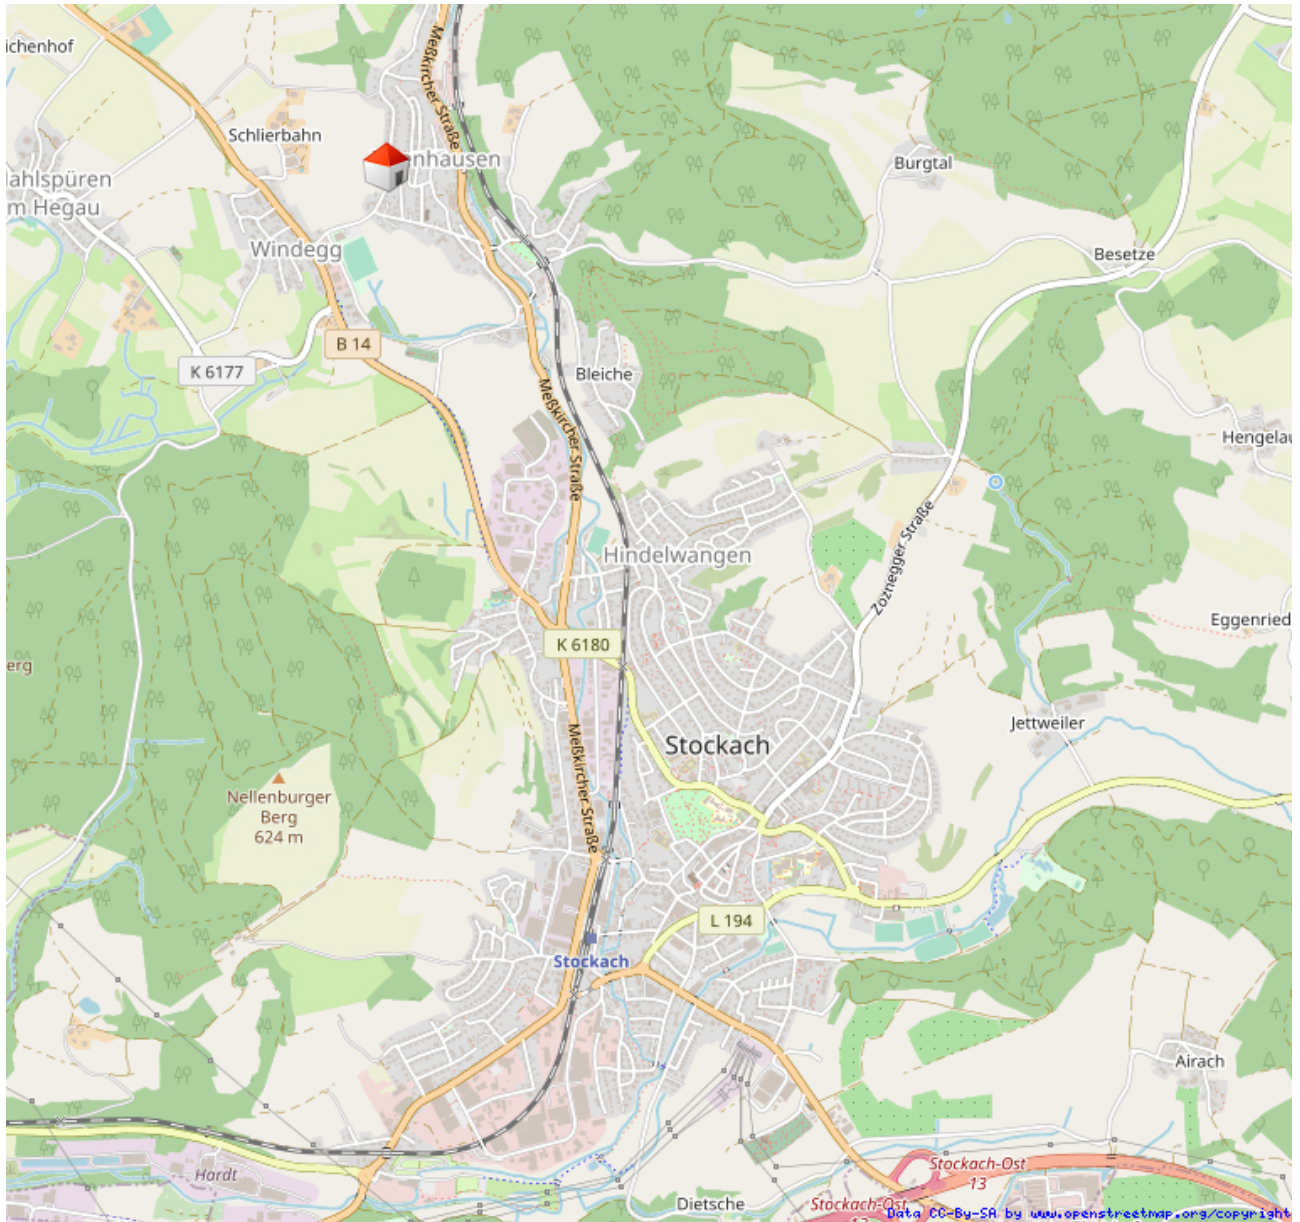 ichenhof
Meßkircher Straße
Schlierbahn
nhausen
Burgtal
ahlspüren
m Hegau
Windegg
Besetze
B 14
K 6177
Bleiche
Meßkircher Straße
Hengelau
Zoznegger Straße
Hindelwangen
Eggenried
K 6180
erg
Jettweiler
Stockach
Meßkircher Straße
Nellenburger
Berg
624 m
L 194
Stockach
Airach
Hardt
Stockach-Ost
13
Dietsche
Stockach-Ost
Data CC-By-SA by www.openstreetmap.org/copyright